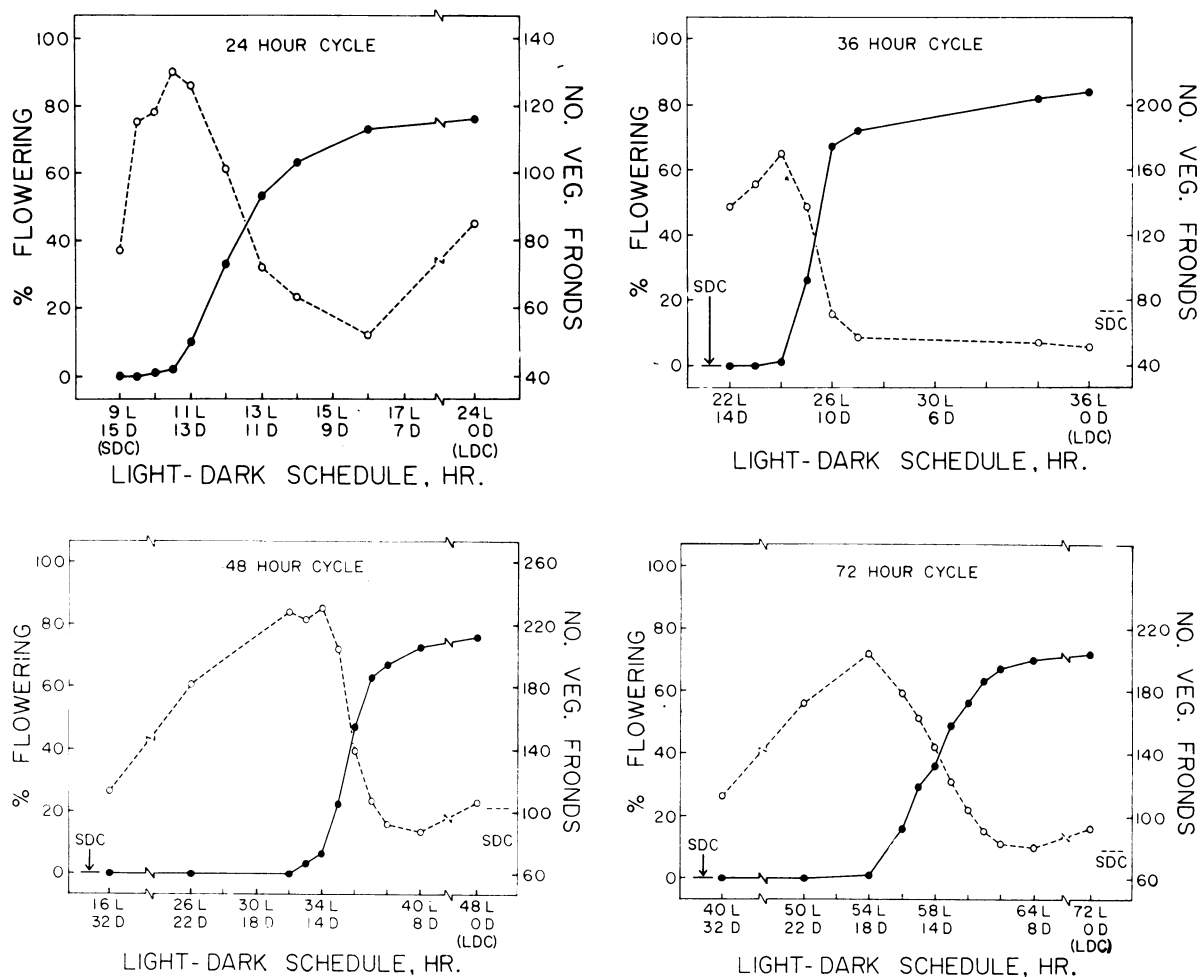 24 HOUR CYCLE
% FLOWERING
100
80
60
40
20
0
NO. VEG. FRONDS
140
120
100
80
60
40
9 L 11 L 13 L 15 L 17 L 24 L
15 D 13 D 11 D 9 D 7 D 0 D
(SDC) (LDC)
LIGHT-DARK SCHEDULE, HR.
36 HOUR CYCLE
% FLOWERING
100
80
60
40
20
0
SDC
NO. VEG. FRONDS
200
160
120
80
40
SDC
22 L 26 L 30 L 36 L
14 D 10 D 6 D 0 D
(LDC)
LIGHT-DARK SCHEDULE, HR.
48 HOUR CYCLE
% FLOWERING
100
80
60
40
20
0
SDC
NO. VEG. FRONDS
260
220
180
140
100
60
SDC
16 L 26 L 30 L 34 L 40 L 48 L
32 D 22 D 18 D 14 D 8 D 0 D
(LDC)
LIGHT-DARK SCHEDULE, HR.
72 HOUR CYCLE
% FLOWERING
100
80
60
40
20
0
SDC
NO. VEG. FRONDS
220
180
140
100
60
SDC
40 L 50 L 54 L 58 L 64 L 72 L
32 D 22 D 18 D 14 D 8 D 0 D
(LDC)
LIGHT-DARK SCHEDULE, HR.